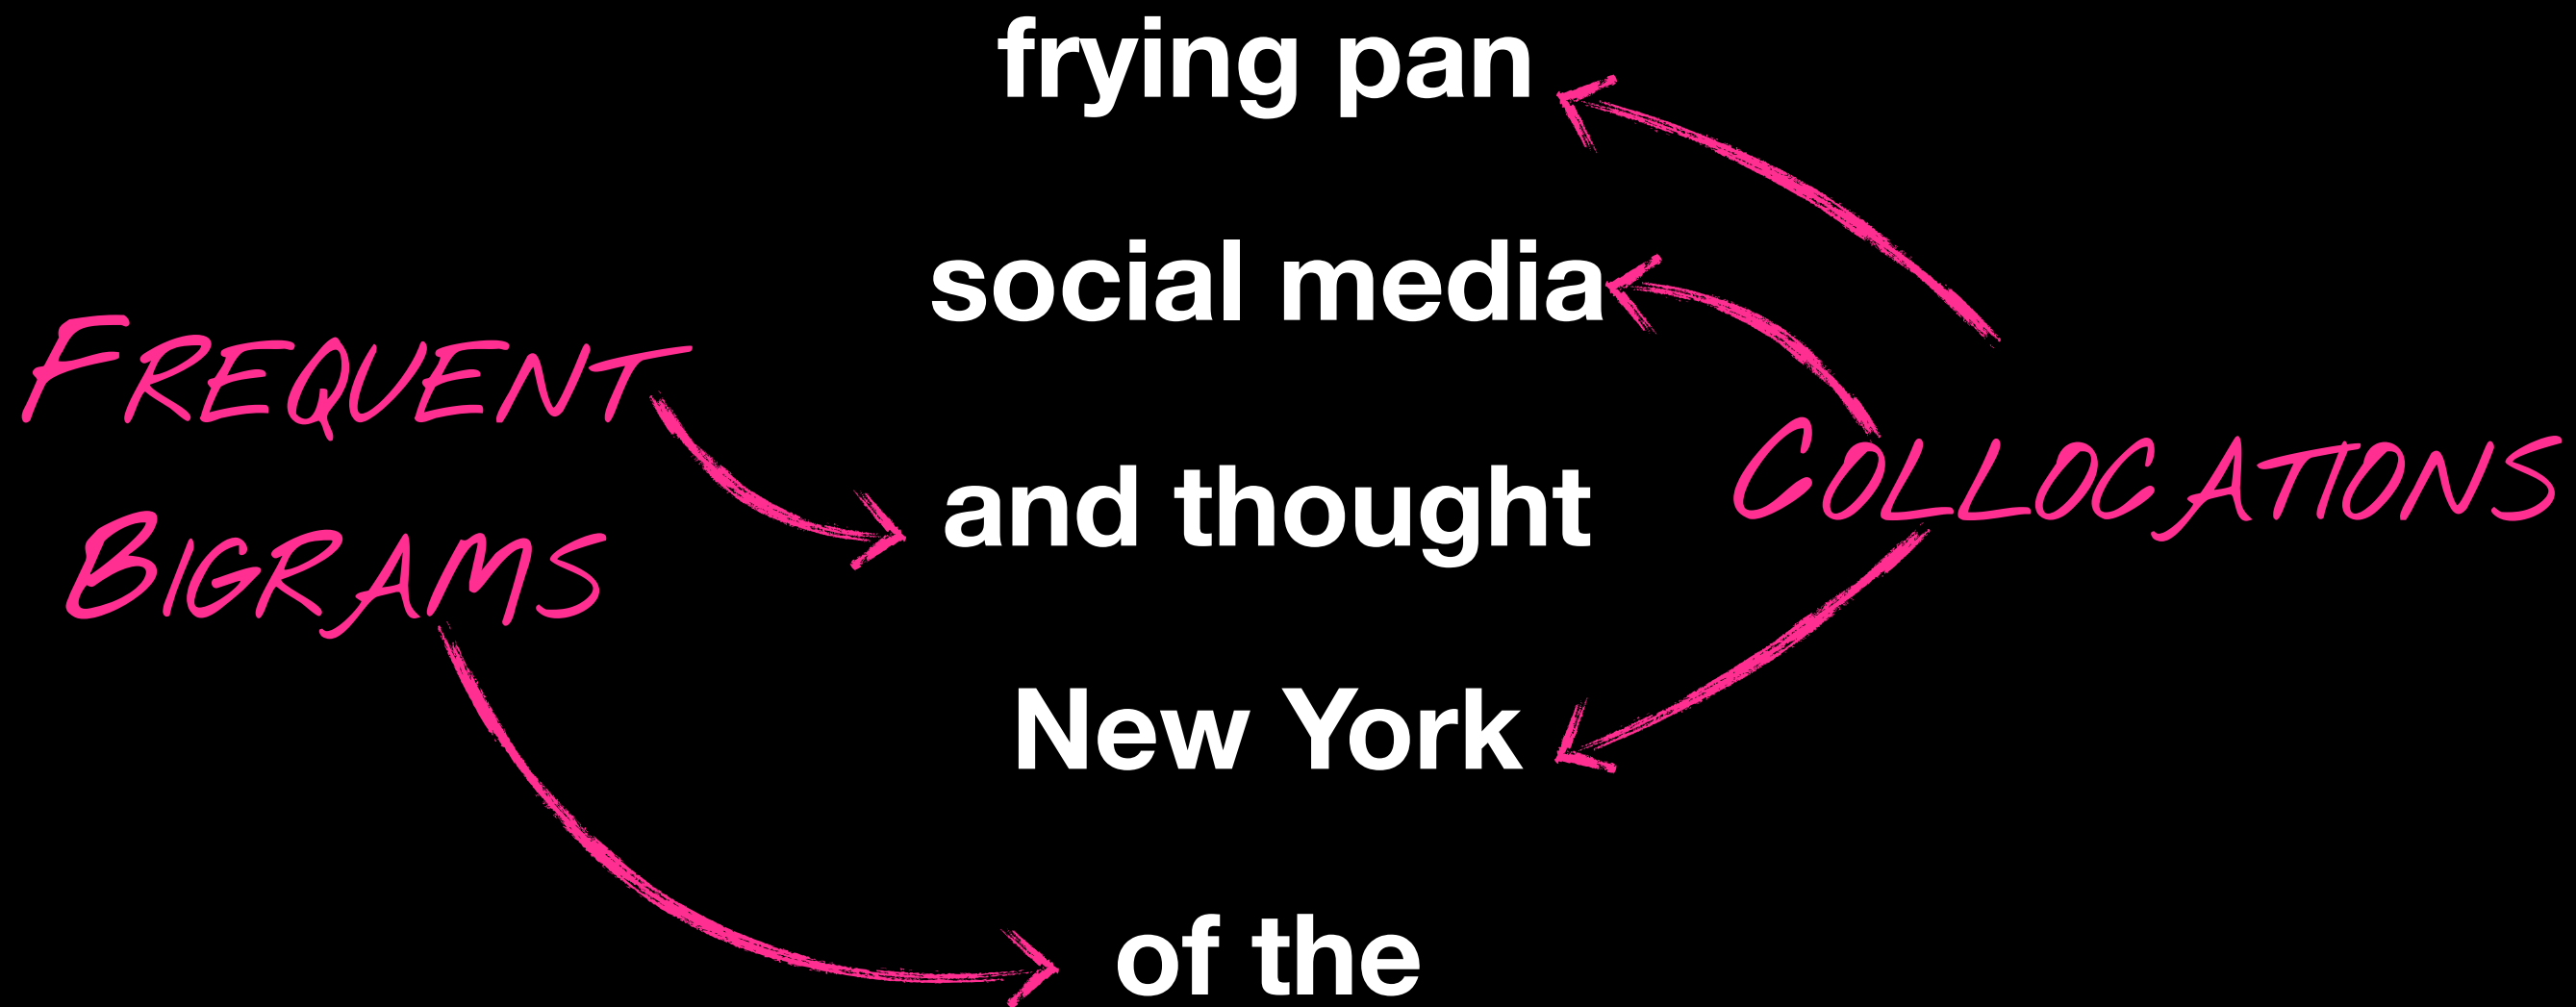 frying pan
social media
FREQUENT
and thought
COLLOCATIONS
BIGRAMS
New York
of the